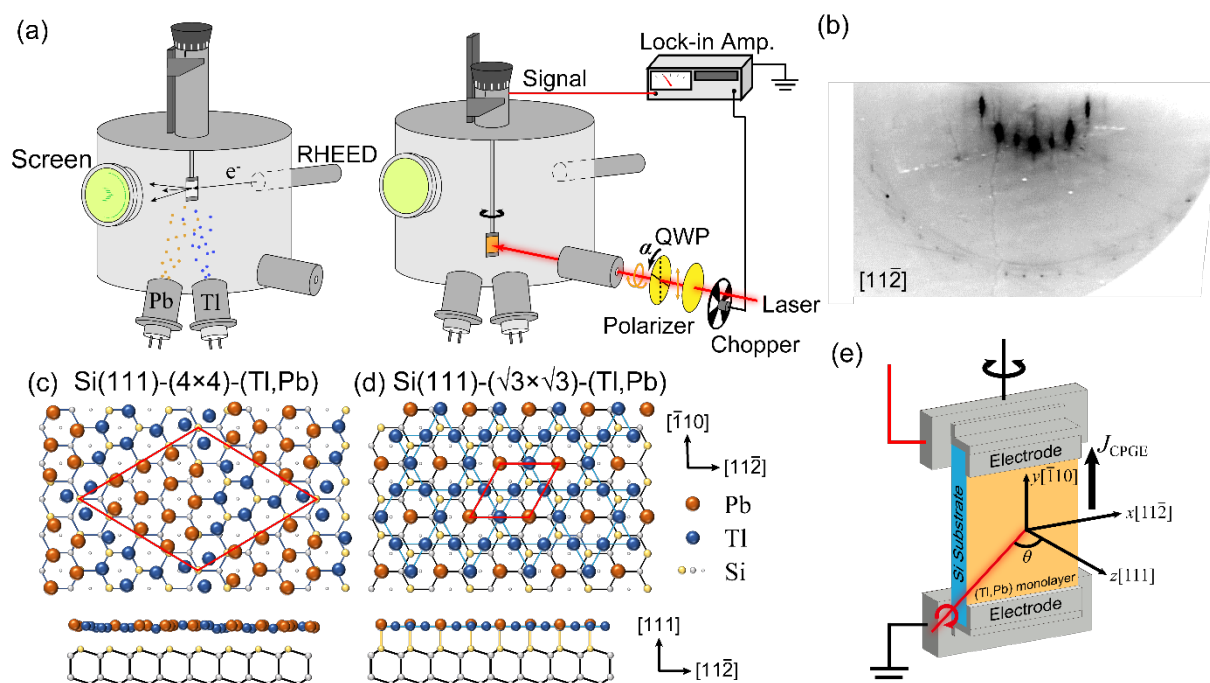 (a)
Lock-in Amp.
Signal
Screen
RHEED
e⁻
Pb
Tl
α
QWP
Polarizer
Laser
Chopper
(b)
[112̄]
(c)
Si(111)-(4×4)-(Tl,Pb)
(d)
Si(111)-(√3×√3)-(Tl,Pb)
[1̄10]
[112̄]
Pb
Tl
Si
[111]
[112̄]
(e)
Electrode
J_CPGE
y[1̄10]
Si Substrate
x[112̄]
θ
z[111]
(Tl,Pb) monolayer
Electrode